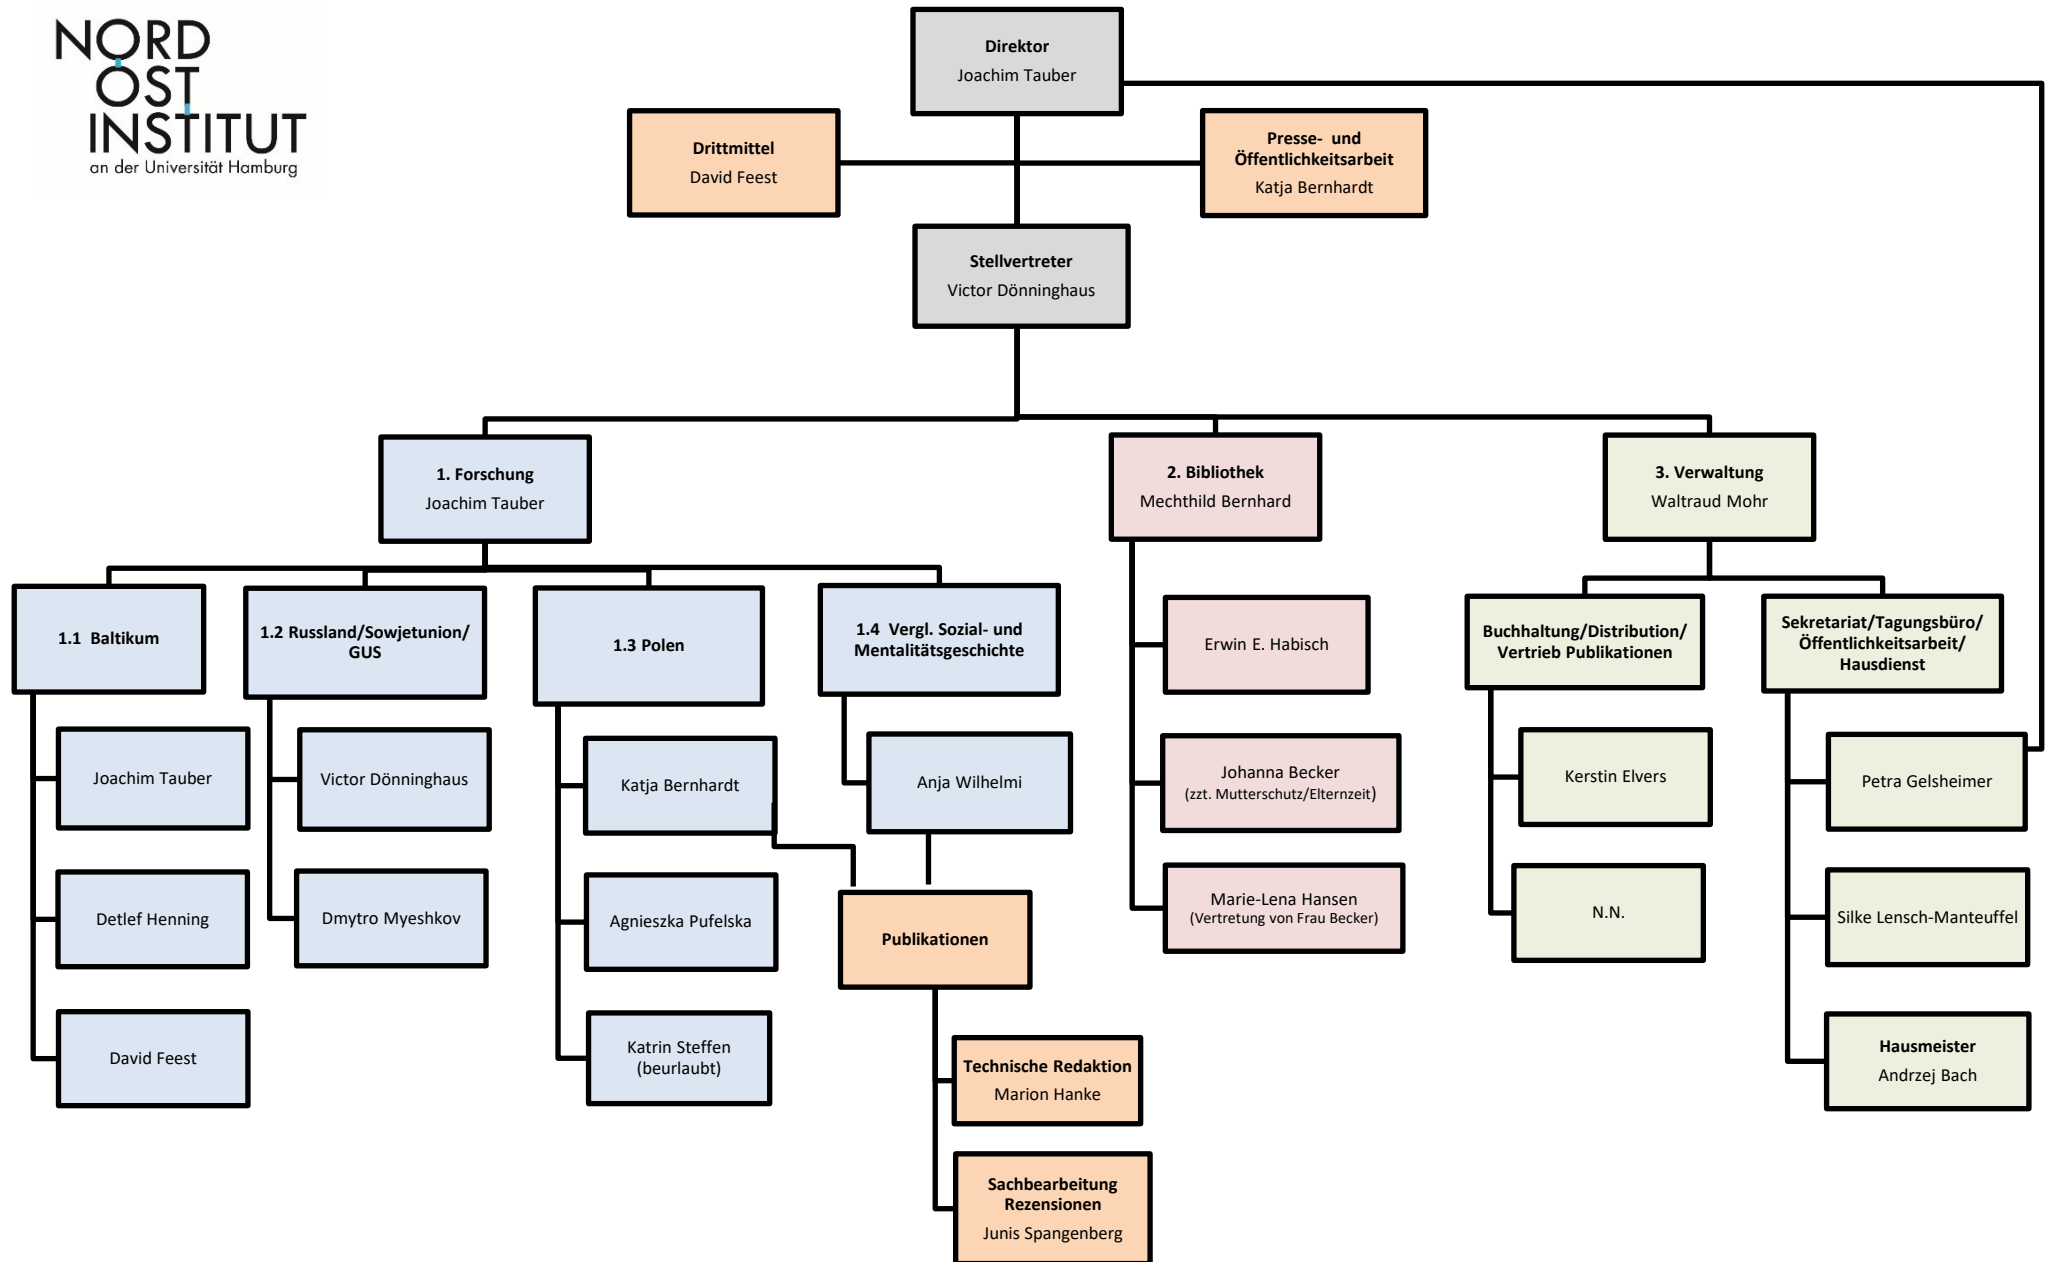 NORD
OST
INSTITUT
an der Universität Hamburg
Direktor
Joachim Tauber
Drittmittel
David Feest
Presse- und
Öffentlichkeitsarbeit
Katja Bernhardt
Stellvertreter
Victor Dönninghaus
1. Forschung
Joachim Tauber
2. Bibliothek
Mechthild Bernhard
3. Verwaltung
Waltraud Mohr
1.1 Baltikum
1.2 Russland/Sowjetunion/
GUS
1.3 Polen
1.4 Vergl. Sozial- und
Mentalitätsgeschichte
Joachim Tauber
Detlef Henning
David Feest
Victor Dönninghaus
Dmytro Myeshkov
Katja Bernhardt
Agnieszka Pufelska
Katrin Steffen
(beurlaubt)
Anja Wilhelmi
Publikationen
Technische Redaktion
Marion Hanke
Sachbearbeitung
Rezensionen
Junis Spangenberg
Erwin E. Habisch
Johanna Becker
(zzt. Mutterschutz/Elternzeit)
Marie-Lena Hansen
(Vertretung von Frau Becker)
Buchhaltung/Distribution/
Vertrieb Publikationen
Kerstin Elvers
N.N.
Sekretariat/Tagungsbüro/
Öffentlichkeitsarbeit/
Hausdienst
Petra Gelsheimer
Silke Lensch-Manteuffel
Hausmeister
Andrzej Bach